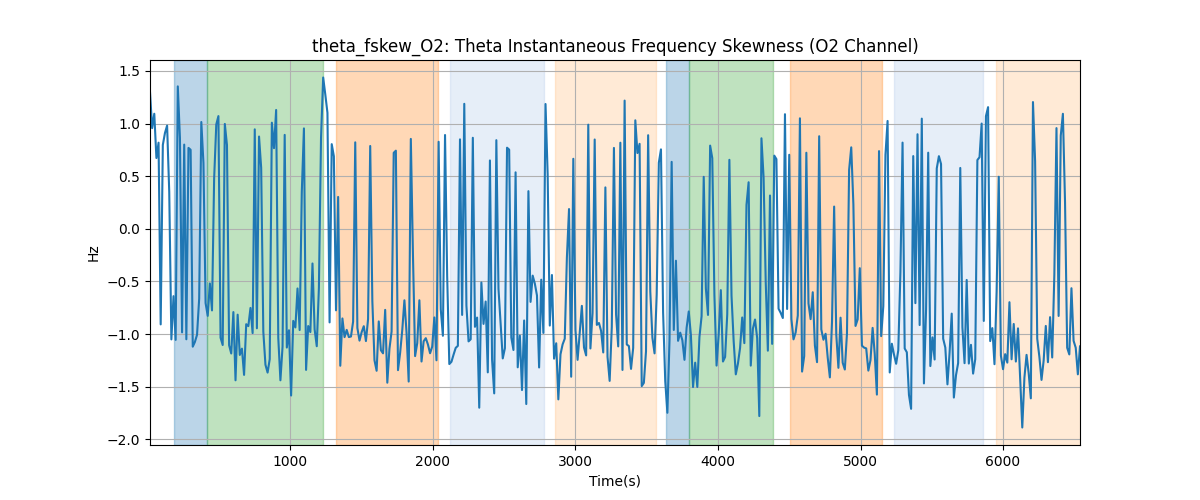 theta_fskew_O2: Theta Instantaneous Frequency Skewness (O2 Channel)
1.5
1.0
0.5
0.0
−0.5
−1.0
−1.5
−2.0
Hz
1000 2000 3000 4000 5000 6000
Time(s)